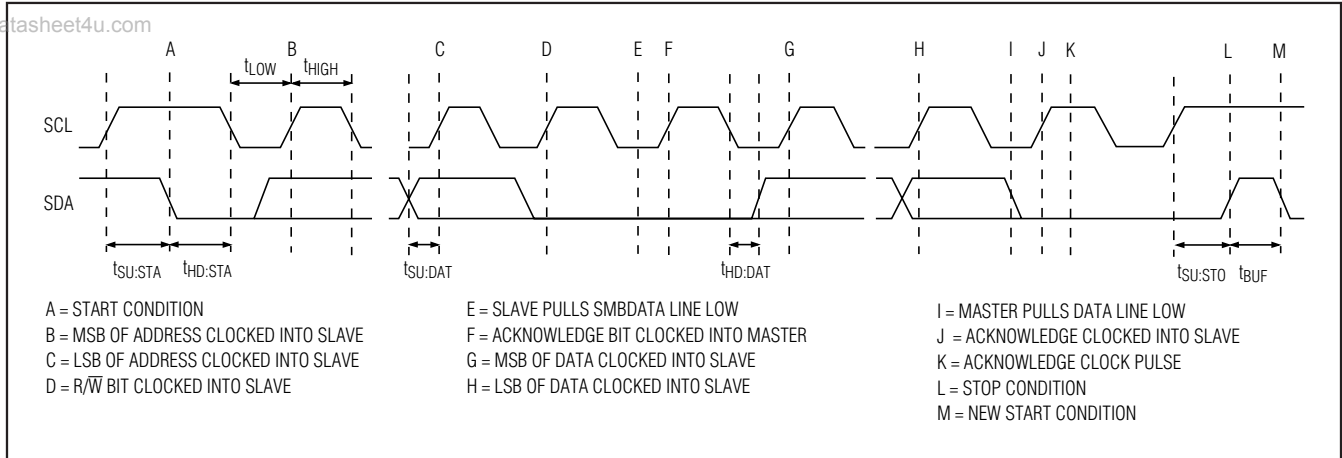 atasheet4u.com
A B C D E F G H I J K L M
tLOW tHIGH
SCL
SDA
tSU:STA tHD:STA tSU:DAT tHD:DAT tSU:STO tBUF
A = START CONDITION
B = MSB OF ADDRESS CLOCKED INTO SLAVE
C = LSB OF ADDRESS CLOCKED INTO SLAVE
D = R/W̅ BIT CLOCKED INTO SLAVE
E = SLAVE PULLS SMBDATA LINE LOW
F = ACKNOWLEDGE BIT CLOCKED INTO MASTER
G = MSB OF DATA CLOCKED INTO SLAVE
H = LSB OF DATA CLOCKED INTO SLAVE
I = MASTER PULLS DATA LINE LOW
J = ACKNOWLEDGE CLOCKED INTO SLAVE
K = ACKNOWLEDGE CLOCK PULSE
L = STOP CONDITION
M = NEW START CONDITION